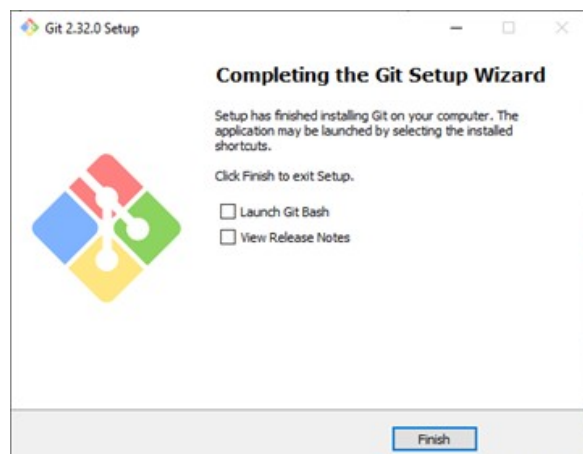 Git 2.32.0 Setup
Completing the Git Setup Wizard
Setup has finished installing Git on your computer. The
application may be launched by selecting the installed
shortcuts.
Click Finish to exit Setup.
Launch Git Bash
View Release Notes
Finish